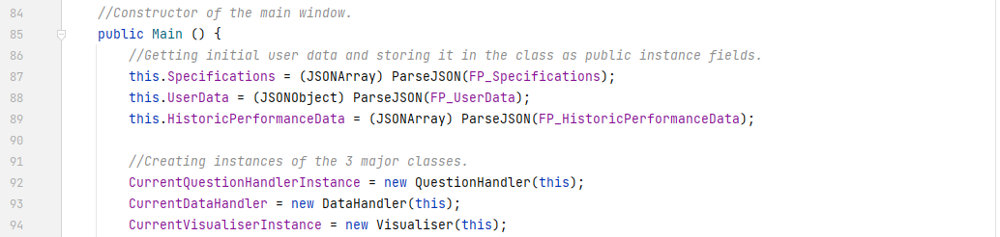 84 //Constructor of the main window.
85 public Main () {
86 //Getting initial user data and storing it in the class as public instance fields.
87 this.Specifications = (JSONArray) ParseJSON(FP_Specifications);
88 this.UserData = (JSONObject) ParseJSON(FP_UserData);
89 this.HistoricPerformanceData = (JSONArray) ParseJSON(FP_HistoricPerformanceData);
90
91 //Creating instances of the 3 major classes.
92 CurrentQuestionHandlerInstance = new QuestionHandler(this);
93 CurrentDataHandler = new DataHandler(this);
94 CurrentVisualiserInstance = new Visualiser(this);